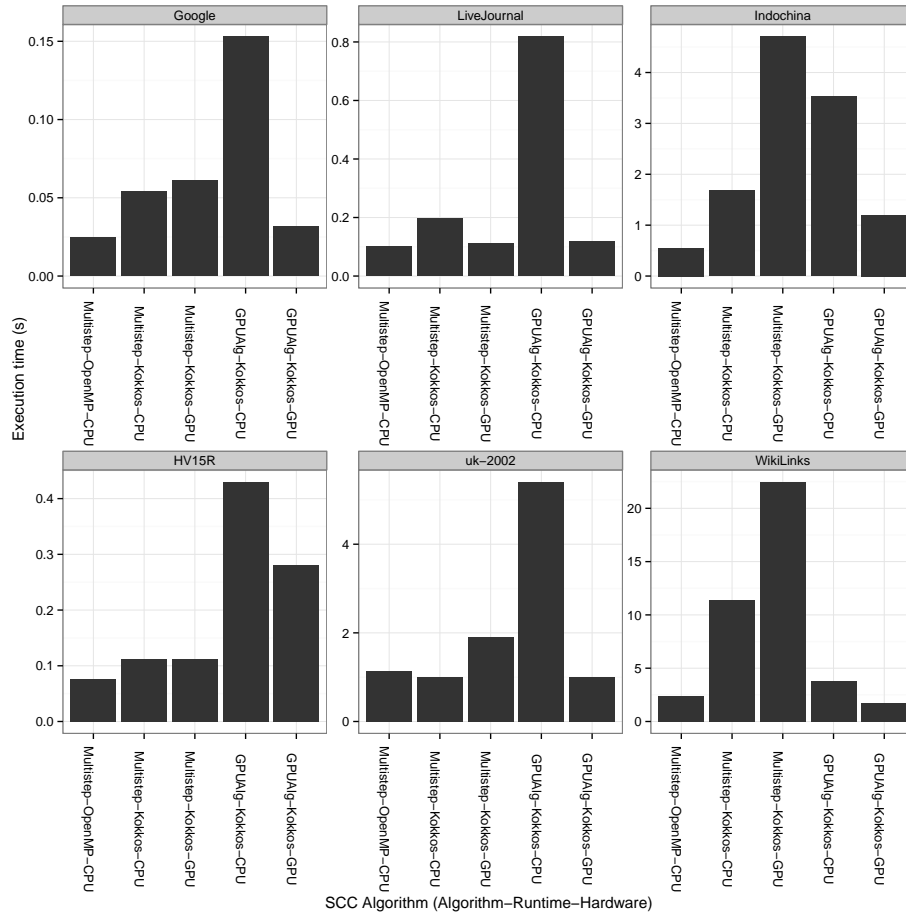 Google
LiveJournal
Indochina
0.15
0.10
0.05
0.00
0.8
0.6
0.4
0.2
0.0
4
3
2
1
0
Multistep−OpenMP−CPU
Multistep−Kokkos−CPU
Multistep−Kokkos−GPU
GPUAlg−Kokkos−CPU
GPUAlg−Kokkos−GPU
Multistep−OpenMP−CPU
Multistep−Kokkos−CPU
Multistep−Kokkos−GPU
GPUAlg−Kokkos−CPU
GPUAlg−Kokkos−GPU
Multistep−OpenMP−CPU
Multistep−Kokkos−CPU
Multistep−Kokkos−GPU
GPUAlg−Kokkos−CPU
GPUAlg−Kokkos−GPU
Execution time (s)
HV15R
uk−2002
WikiLinks
0.4
0.3
0.2
0.1
0.0
4
2
0
20
15
10
5
0
Multistep−OpenMP−CPU
Multistep−Kokkos−CPU
Multistep−Kokkos−GPU
GPUAlg−Kokkos−CPU
GPUAlg−Kokkos−GPU
Multistep−OpenMP−CPU
Multistep−Kokkos−CPU
Multistep−Kokkos−GPU
GPUAlg−Kokkos−CPU
GPUAlg−Kokkos−GPU
Multistep−OpenMP−CPU
Multistep−Kokkos−CPU
Multistep−Kokkos−GPU
GPUAlg−Kokkos−CPU
GPUAlg−Kokkos−GPU
SCC Algorithm (Algorithm−Runtime−Hardware)